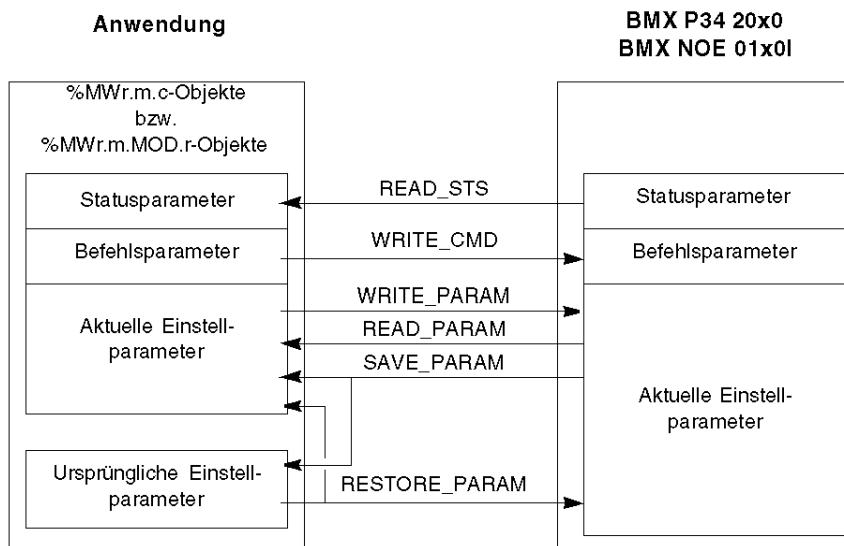 Anwendung
BMX P34 20x0
BMX NOE 01x0I
%MWr.m.c-Objekte
bzw.
%MWr.m.MOD.r-Objekte
Statusparameter
READ_STS
Statusparameter
Befehlsparameter
WRITE_CMD
Befehlsparameter
WRITE_PARAM
Aktuelle Einstell-
parameter
READ_PARAM
SAVE_PARAM
Aktuelle Einstell-
parameter
Ursprüngliche Einstell-
parameter
RESTORE_PARAM